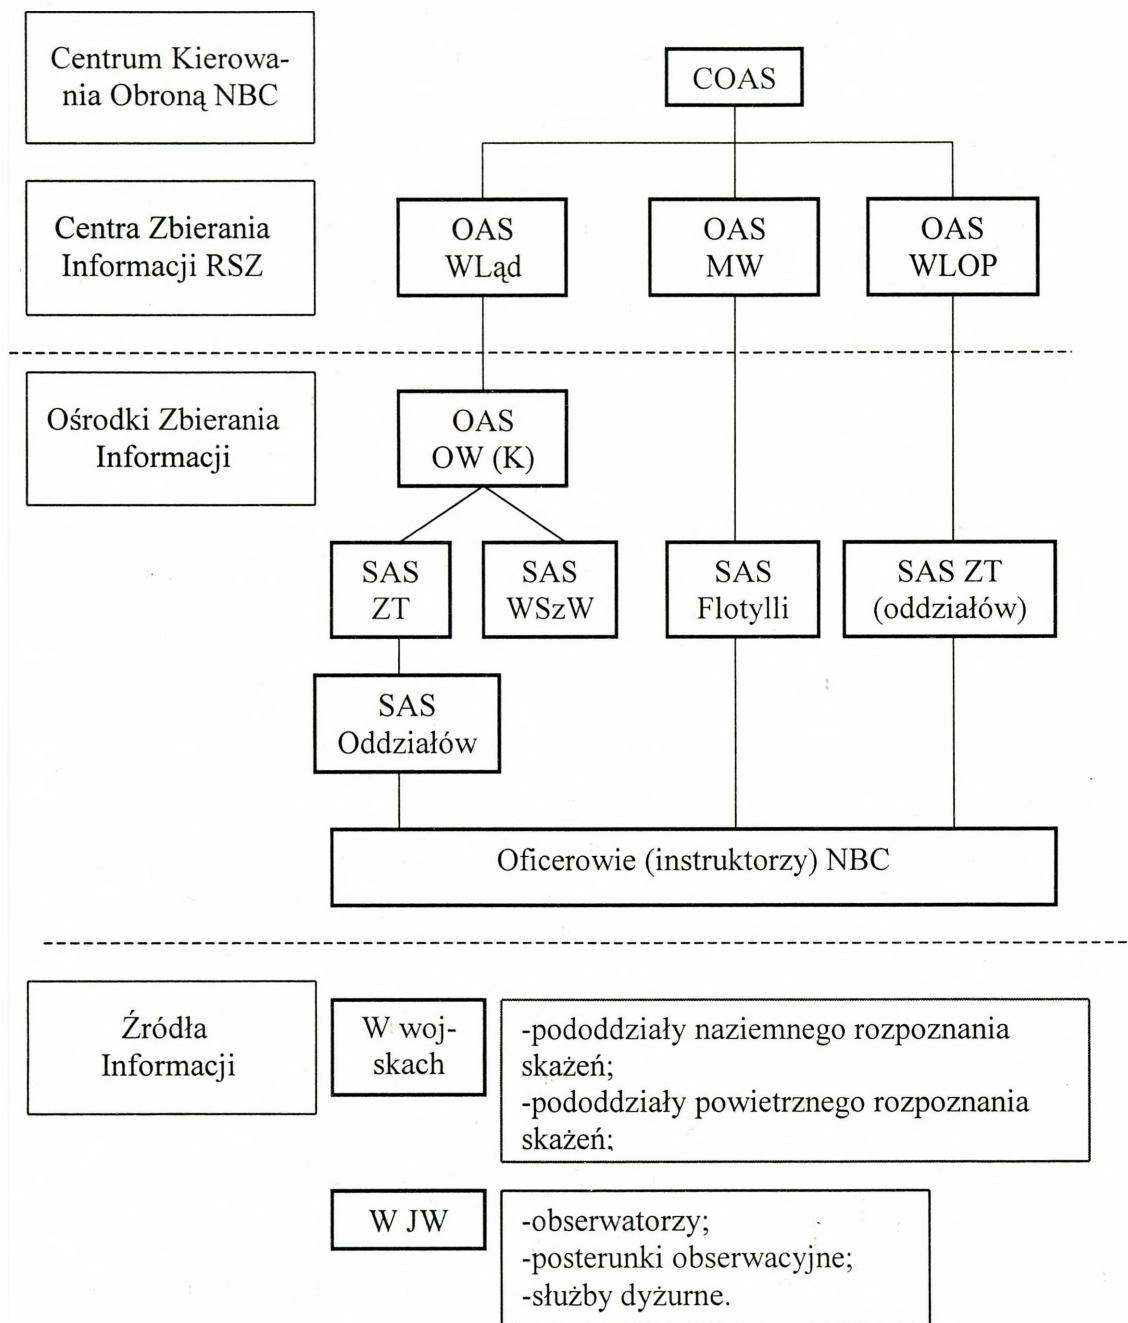 Centrum Kierowa-
nia Obroną NBC
COAS
Centra Zbierania
Informacji RSZ
OAS
WLąd
OAS
MW
OAS
WLOP
Ośrodki Zbierania
Informacji
OAS
OW (K)
SAS
ZT
SAS
WSzW
SAS
Flotylli
SAS ZT
(oddziałów)
SAS
Oddziałów
Oficerowie (instruktorzy) NBC
Źródła
Informacji
W woj-
skach
-pododdziały naziemnego rozpoznania
skażeń;
-pododdziały powietrznego rozpoznania
skażeń;
W JW
-obserwatorzy;
-posterunki obserwacyjne;
-służby dyżurne.